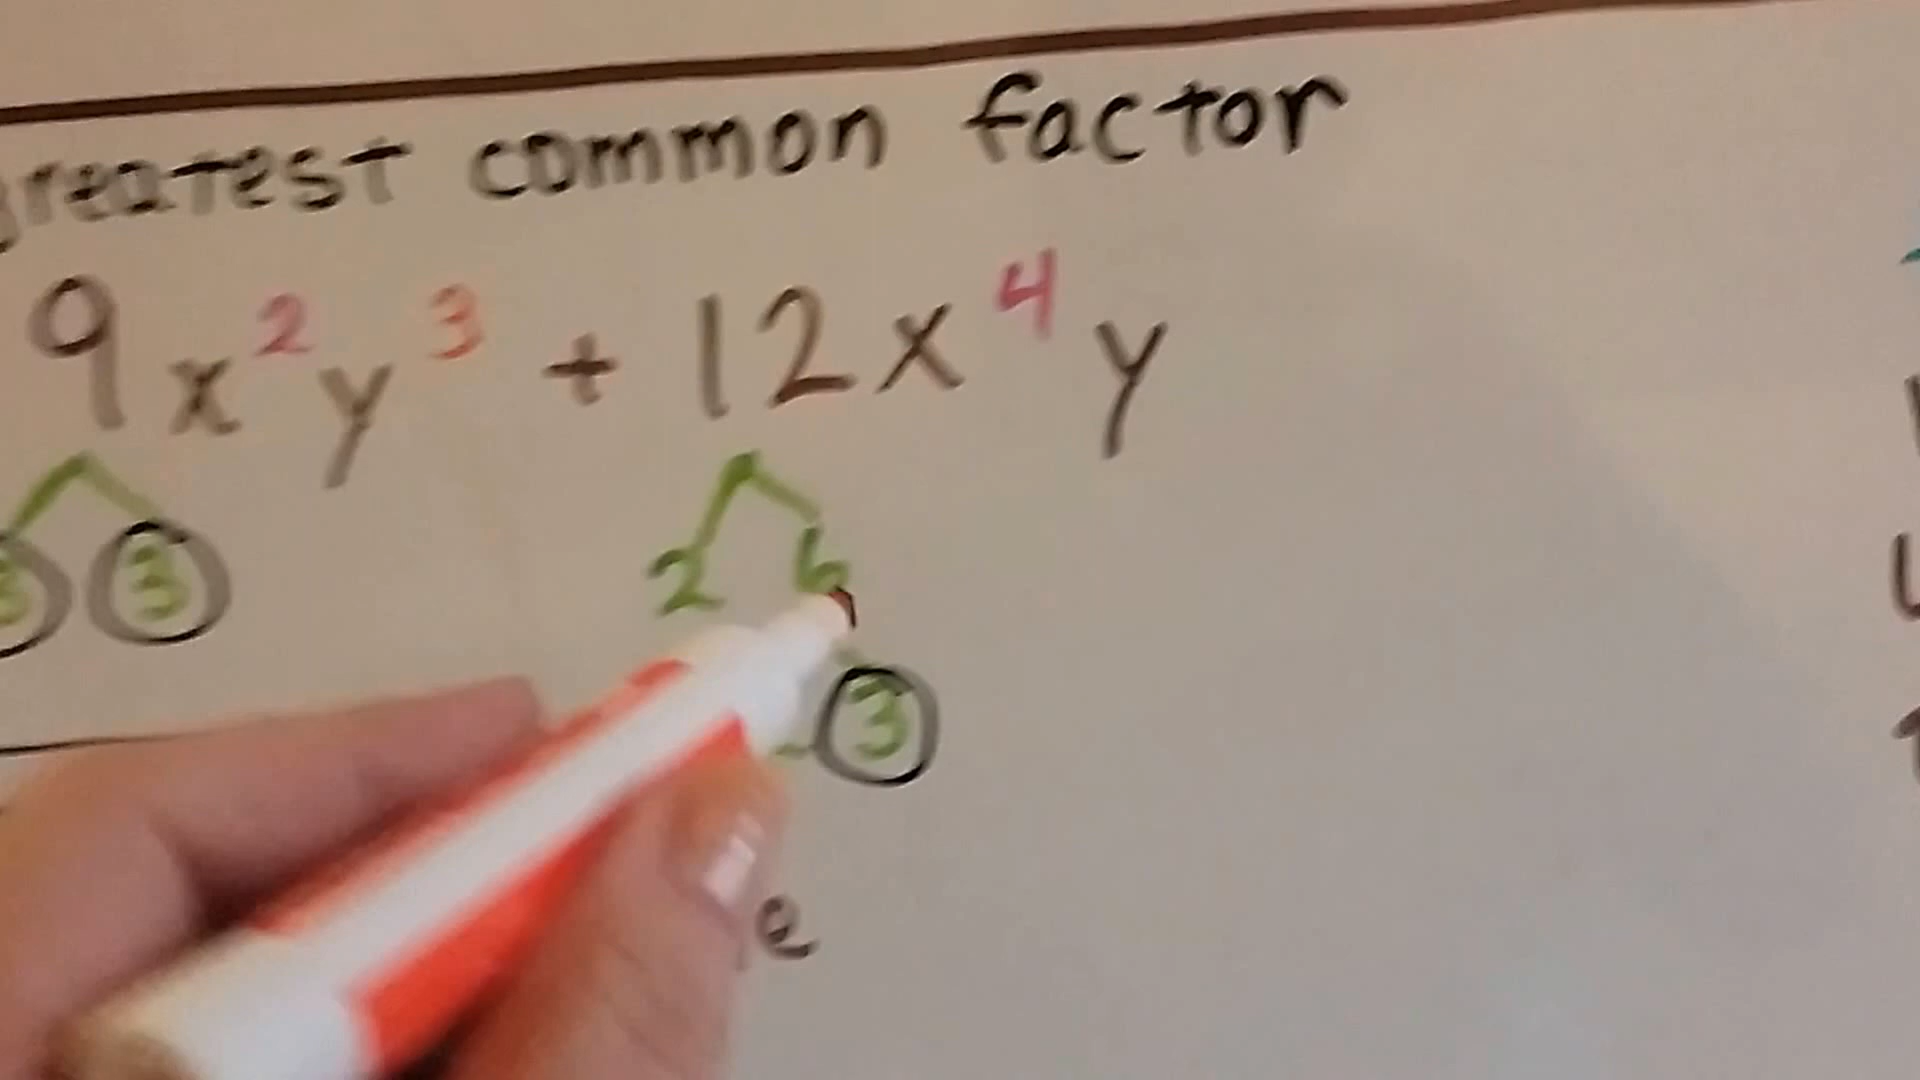 greatest common factor
9x²y³ + 12x⁴y
3 3 2 6
3